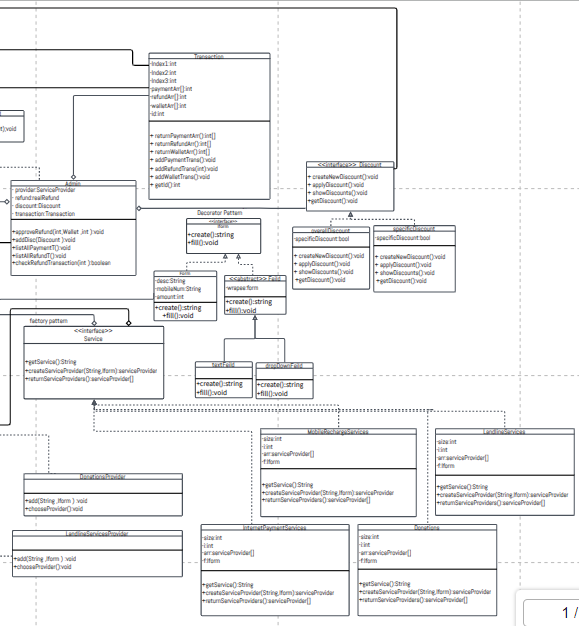 Transaction
-Index1:int
-Index2:int
-Index3:int
-paymentArr[]:int
-refundArr[]:int
-walletArr[]:int
-id:int
+ returnPaymentArr():int[]
+ returnRefundArr():int[]
+ returnWalletArr():int[]
+ addPaymentTrans():void
+ addRefundTrans(int):void
+ addWalletTrans():void
+ getId():int
t):void
<<interface>> Discount
+ createNewDiscount():void
+ applyDiscount():void
+ showDiscounts():void
+getDiscount():void
Admin
- provider:ServiceProvider
- refund:realRefund
- discount:Discount
- transaction:Transaction
+approveRefund(int,Wallet ,int ):void
+addDisc(Discount ):void
+listAllPaymentT():void
+listAllRefundT():void
+checkRefundTransaction(int ):boolean
Decorator Pattern
<<interface>>
Iform
+create():string
+fill():void
overallDiscount
-specificDiscount:bool
+ createNewDiscount():void
+ applyDiscount():void
+ showDiscounts():void
+getDiscount():void
specificDiscount
-specificDiscount:bool
+ createNewDiscount():void
+ applyDiscount():void
+ showDiscounts():void
+getDiscount():void
Form
-desc:String
-mobileNum:String
-amount:int
+create():string
+fill():void
<<abstract>> Feild
-wrapee:form
+create():string
+fill():void
factory pattern
<<interface>>
Service
+getService():String
+createServiceProvider(String,Iform):serviceProvider
+returnServiceProviders():serviceProvider[]
textFeild
+create():string
+fill():void
dropDownFeild
+create():string
+fill():void
MobileRechargeServices
-size:int
-i:int
-arr:serviceProvider[]
-f:Iform
+getService():String
+createServiceProvider(String,Iform):serviceProvider
+returnServiceProviders():serviceProvider[]
LandlineServices
-size:int
-i:int
-arr:serviceProvider[]
-f:Iform
+getService():String
+createServiceProvider(String,Iform):serviceProvider
+returnServiceProviders():serviceProvider[]
DonationsProvider
+add(String ,Iform ) :void
+chooseProvider():void
LandlineServicesProvider
+add(String ,Iform ) :void
+chooseProvider():void
InternetPaymentServices
-size:int
-i:int
-arr:serviceProvider[]
-f:Iform
+getService():String
+createServiceProvider(String,Iform):serviceProvider
+returnServiceProviders():serviceProvider[]
Donations
-size:int
-i:int
-arr:serviceProvider[]
-f:Iform
+getService():String
+createServiceProvider(String,Iform):serviceProvider
+returnServiceProviders():serviceProvider[]
1 /